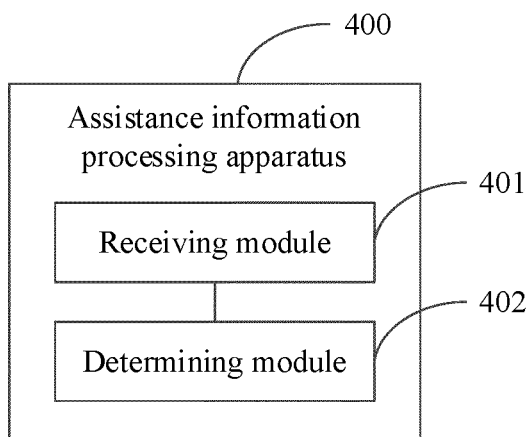 400
Assistance information
processing apparatus
401
Receiving module
402
Determining module